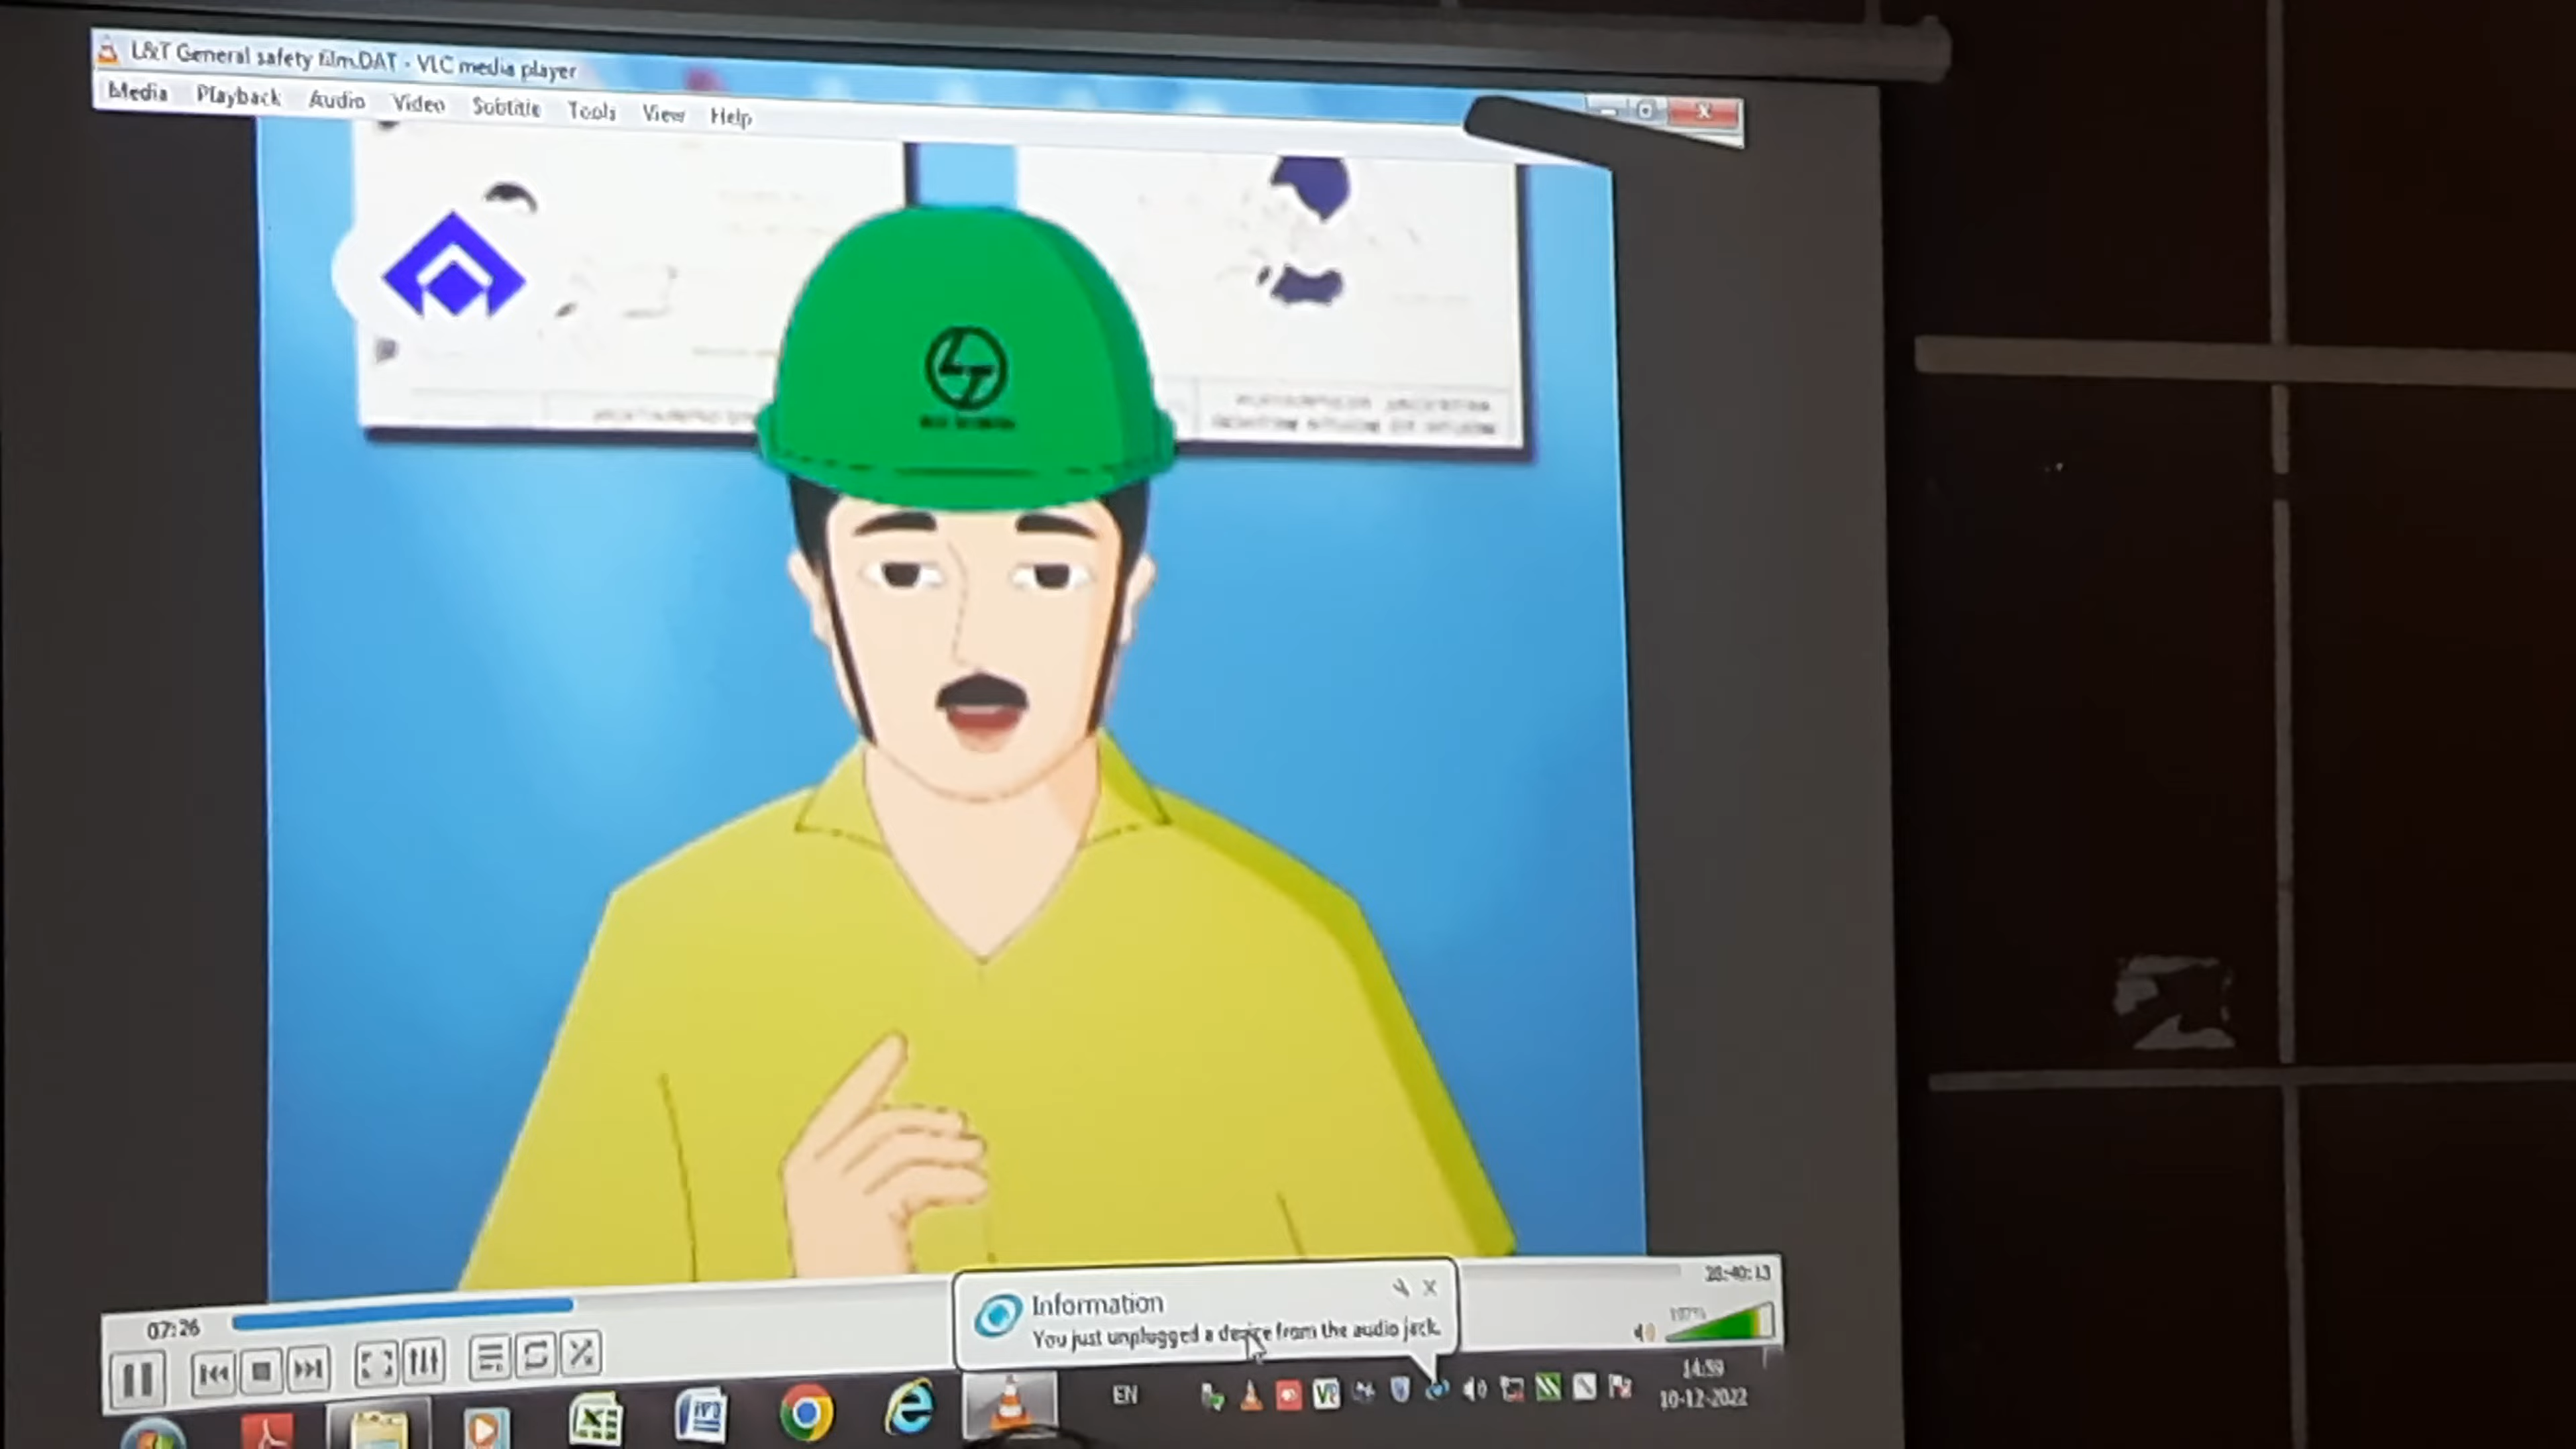 L&T General safety film.DAT - VLC media player
Media Playback Audio Video Subtitle Tools View Help
LT
07:26
Information
You just unplugged a device from the audio jack.
EN
14:59
10-12-2022